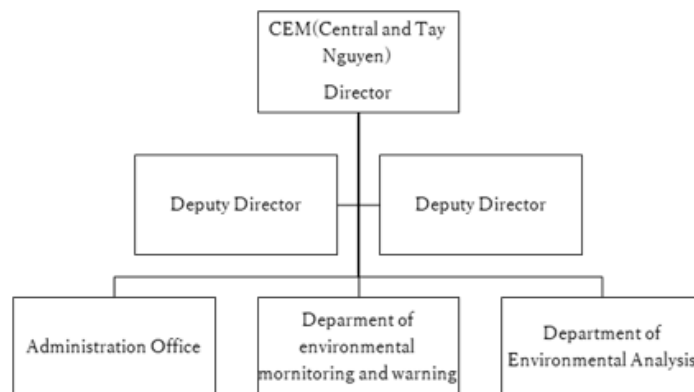 CEM(Central and Tay
Nguyen)
Director
Deputy Director
Deputy Director
Administration Office
Deparment of
environmental
mornitoring and warning
Department of
Environmental Analysis